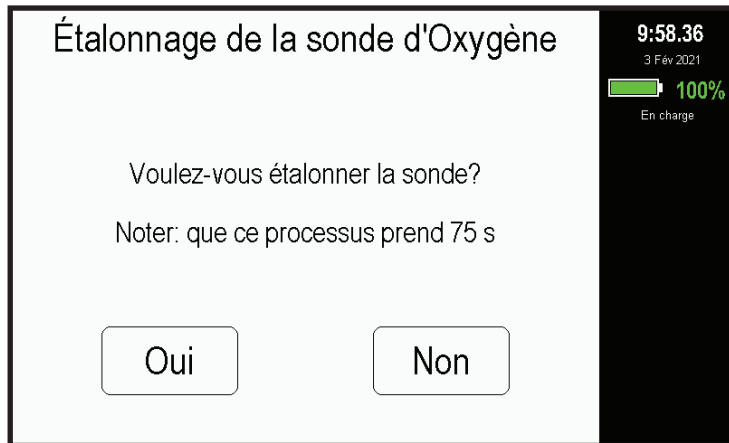 Étalonnage de la sonde d'Oxygène
Voulez-vous étalonner la sonde?
Noter: que ce processus prend 75 s
Oui
Non
9:58.36
3 Fév 2021
100%
En charge